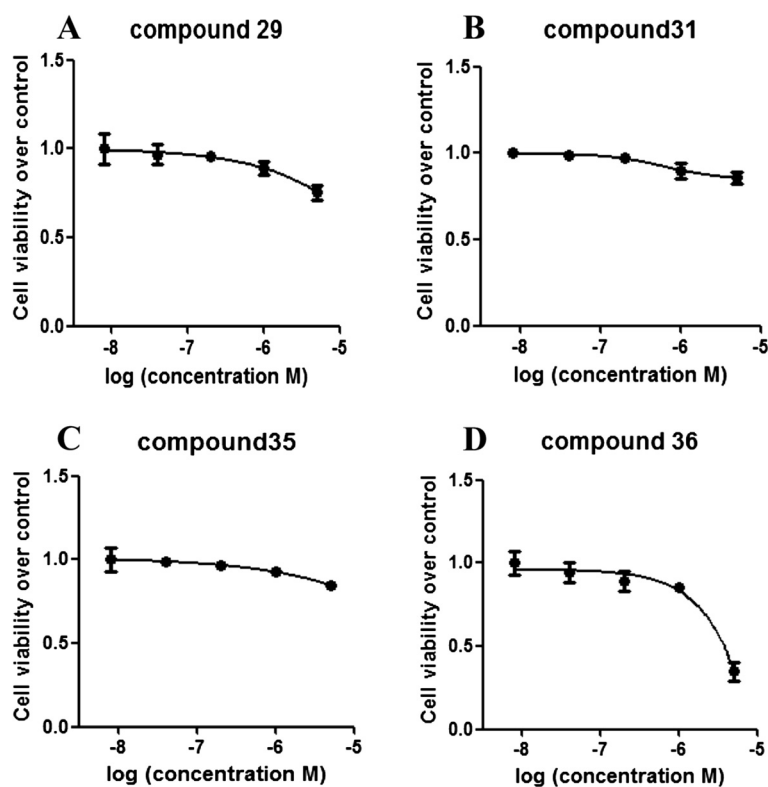 A compound 29
Cell viability over control
1.5
1.0
0.5
0.0
-8 -7 -6 -5
log (concentration M)
B compound31
Cell viability over control
1.5
1.0
0.5
0.0
-8 -7 -6 -5
log (concentration M)
C compound35
Cell viability over control
1.5
1.0
0.5
0.0
-8 -7 -6 -5
log (concentration M)
D compound 36
Cell viability over control
1.5
1.0
0.5
0.0
-8 -7 -6 -5
log (concentration M)